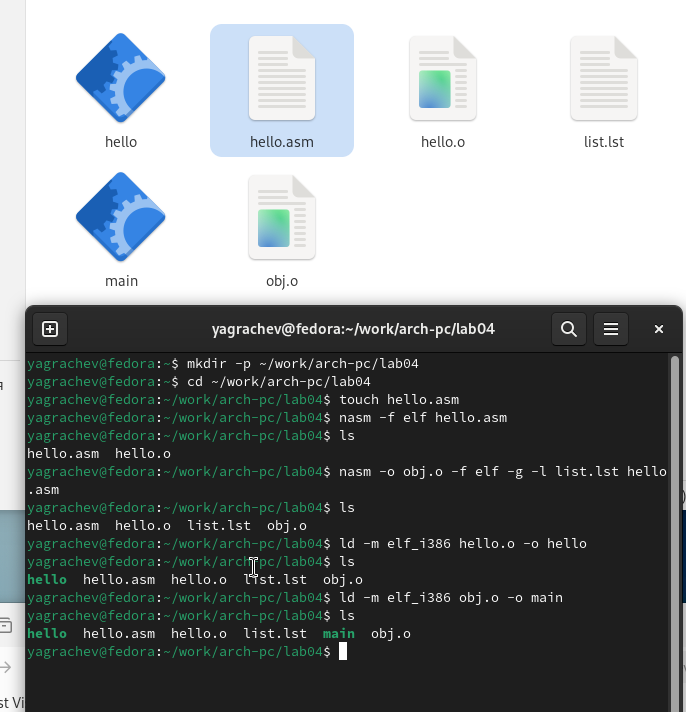 hello hello.asm hello.o list.lst
main obj.o
yagrachev@fedora:~/work/arch-pc/lab04
yagrachev@fedora:~$ mkdir -p ~/work/arch-pc/lab04
yagrachev@fedora:~$ cd ~/work/arch-pc/lab04
yagrachev@fedora:~/work/arch-pc/lab04$ touch hello.asm
yagrachev@fedora:~/work/arch-pc/lab04$ nasm -f elf hello.asm
yagrachev@fedora:~/work/arch-pc/lab04$ ls
hello.asm  hello.o
yagrachev@fedora:~/work/arch-pc/lab04$ nasm -o obj.o -f elf -g -l list.lst hello
.asm
yagrachev@fedora:~/work/arch-pc/lab04$ ls
hello.asm  hello.o  list.lst  obj.o
yagrachev@fedora:~/work/arch-pc/lab04$ ld -m elf_i386 hello.o -o hello
yagrachev@fedora:~/work/arch-pc/lab04$ ls
hello  hello.asm  hello.o  list.lst  obj.o
yagrachev@fedora:~/work/arch-pc/lab04$ ld -m elf_i386 obj.o -o main
yagrachev@fedora:~/work/arch-pc/lab04$ ls
hello  hello.asm  hello.o  list.lst  main  obj.o
yagrachev@fedora:~/work/arch-pc/lab04$